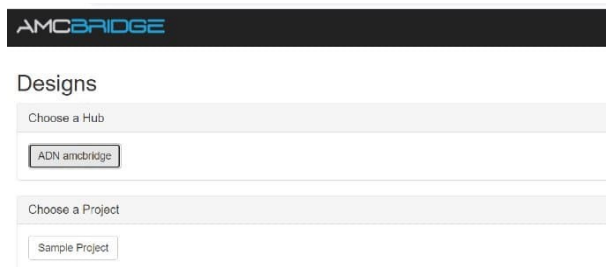 AMCBRIDGE
Designs
Choose a Hub
ADN amcbridge
Choose a Project
Sample Project